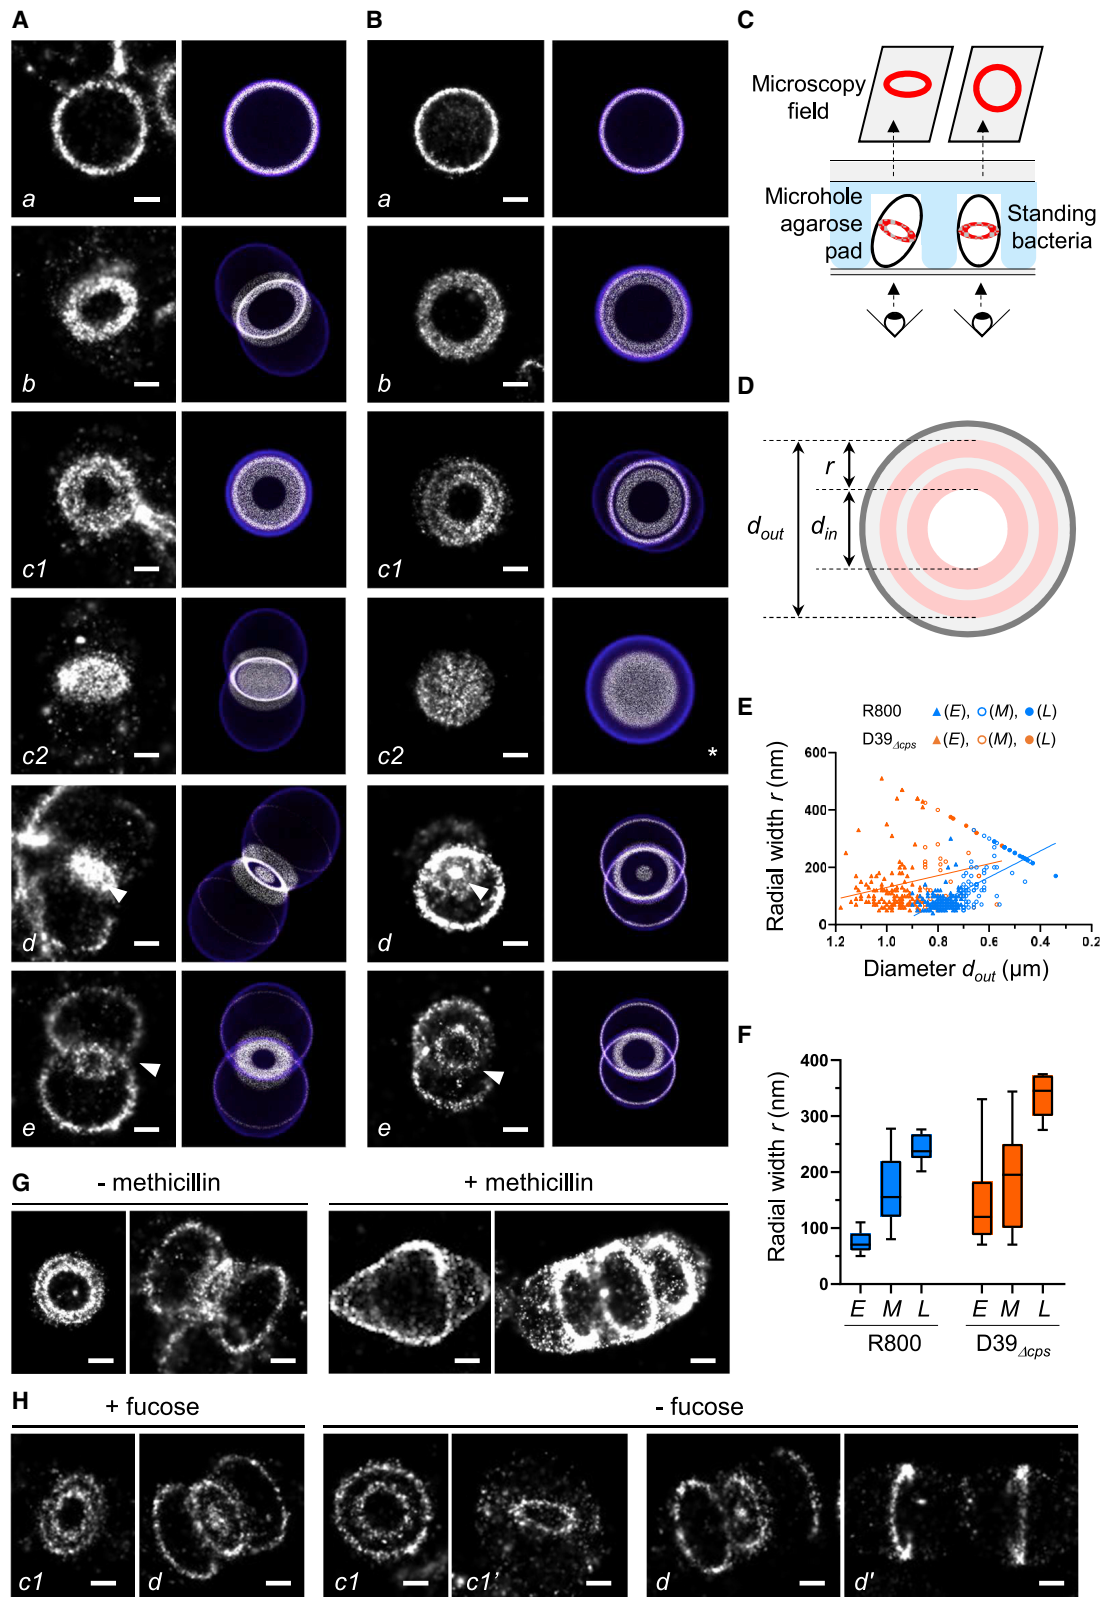 A
B
C
a
a
Microscopy
field
Microhole
agarose
pad
Standing
bacteria
b
b
D
r
d_out
d_in
c1
c1
c2
c2
*
E
R800 (E), (M), (L)
D39Δcps (E), (M), (L)
Radial width r (nm)
600
400
200
0
1.2 1.0 0.8 0.6 0.4 0.2
Diameter d_out (µm)
d
d
e
e
F
Radial width r (nm)
400
300
200
100
0
E M L E M L
R800 D39Δcps
G
- methicillin + methicillin
H
+ fucose - fucose
c1 d c1 c1' d d'